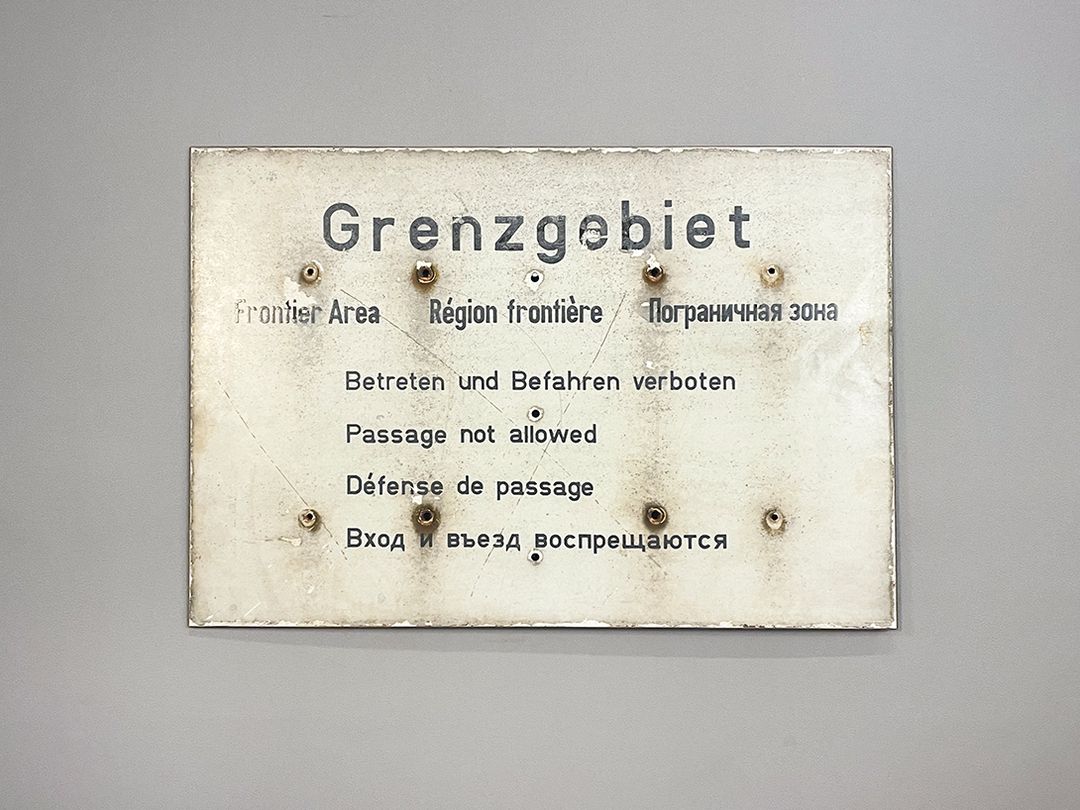 Grenzgebiet
Frontier Area Région frontière Пограничная зона
Betreten und Befahren verboten
Passage not allowed
Défense de passage
Вход и въезд воспрещаются